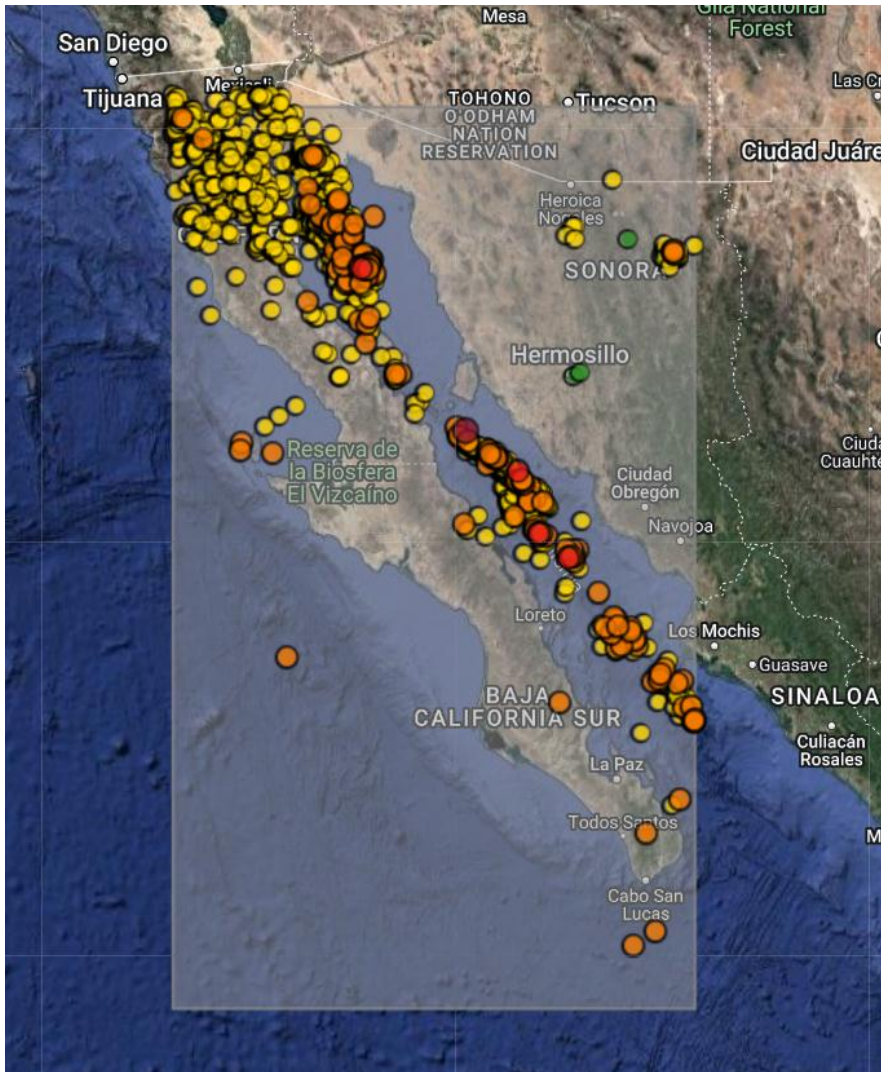 Mesa
Gila National
Forest
San Diego
Mexicali
Las Cr
Tijuana
TOHONO
O'ODHAM
NATION
RESERVATION
Tucson
Ciudad Juáre
Heroica
Nogales
SONORA
Hermosillo
Reserva de
la Biosfera
El Vizcaíno
Ciuda
Cuauhté
Ciudad
Obregón
Navojoa
Loreto
Los Mochis
Guasave
BAJA
CALIFORNIA SUR
SINALOA
Culiacán
Rosales
La Paz
Todos Santos
M
Cabo San
Lucas